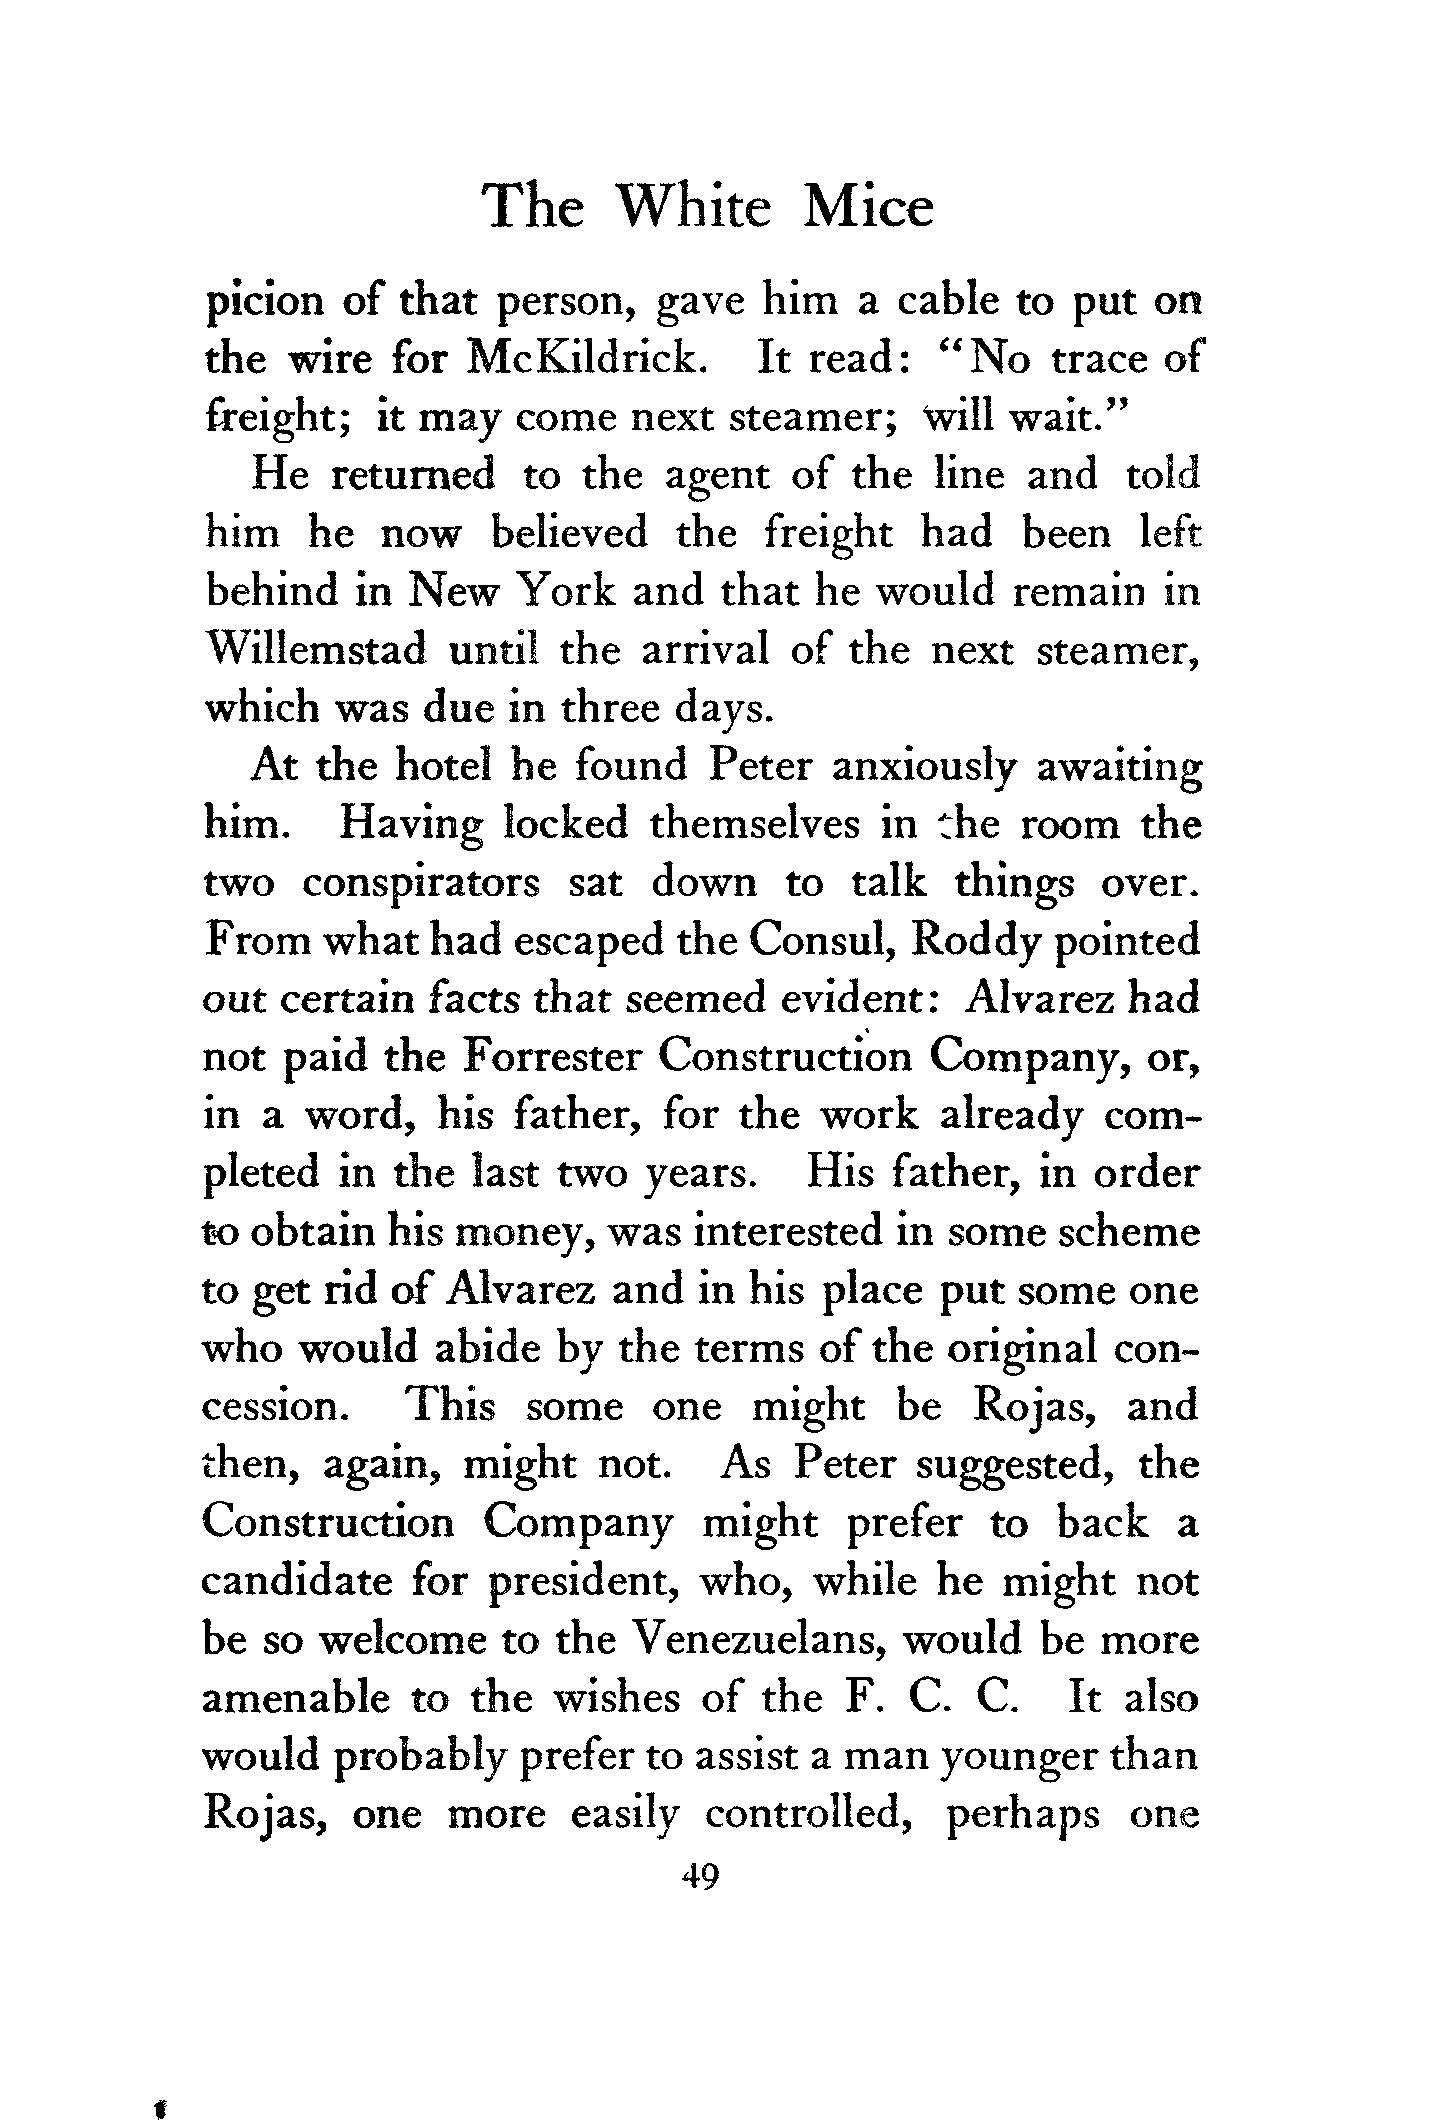 The White Mice
picion of that person, gave him a cable to put on
the wire for McKildrick. It read: “No trace of
freight; it may come next steamer; will wait.”
He returned to the agent of the line and told
him he now believed the freight had been left
behind in New York and that he would remain in
Willemstad until the arrival of the next steamer,
which was due in three days.
At the hotel he found Peter anxiously awaiting
him. Having locked themselves in the room the
two conspirators sat down to talk things over.
From what had escaped the Consul, Roddy pointed
out certain facts that seemed evident: Alvarez had
not paid the Forrester Construction Company, or,
in a word, his father, for the work already com-
pleted in the last two years. His father, in order
to obtain his money, was interested in some scheme
to get rid of Alvarez and in his place put some one
who would abide by the terms of the original con-
cession. This some one might be Rojas, and
then, again, might not. As Peter suggested, the
Construction Company might prefer to back a
candidate for president, who, while he might not
be so welcome to the Venezuelans, would be more
amenable to the wishes of the F. C. C. It also
would probably prefer to assist a man younger than
Rojas, one more easily controlled, perhaps one
49